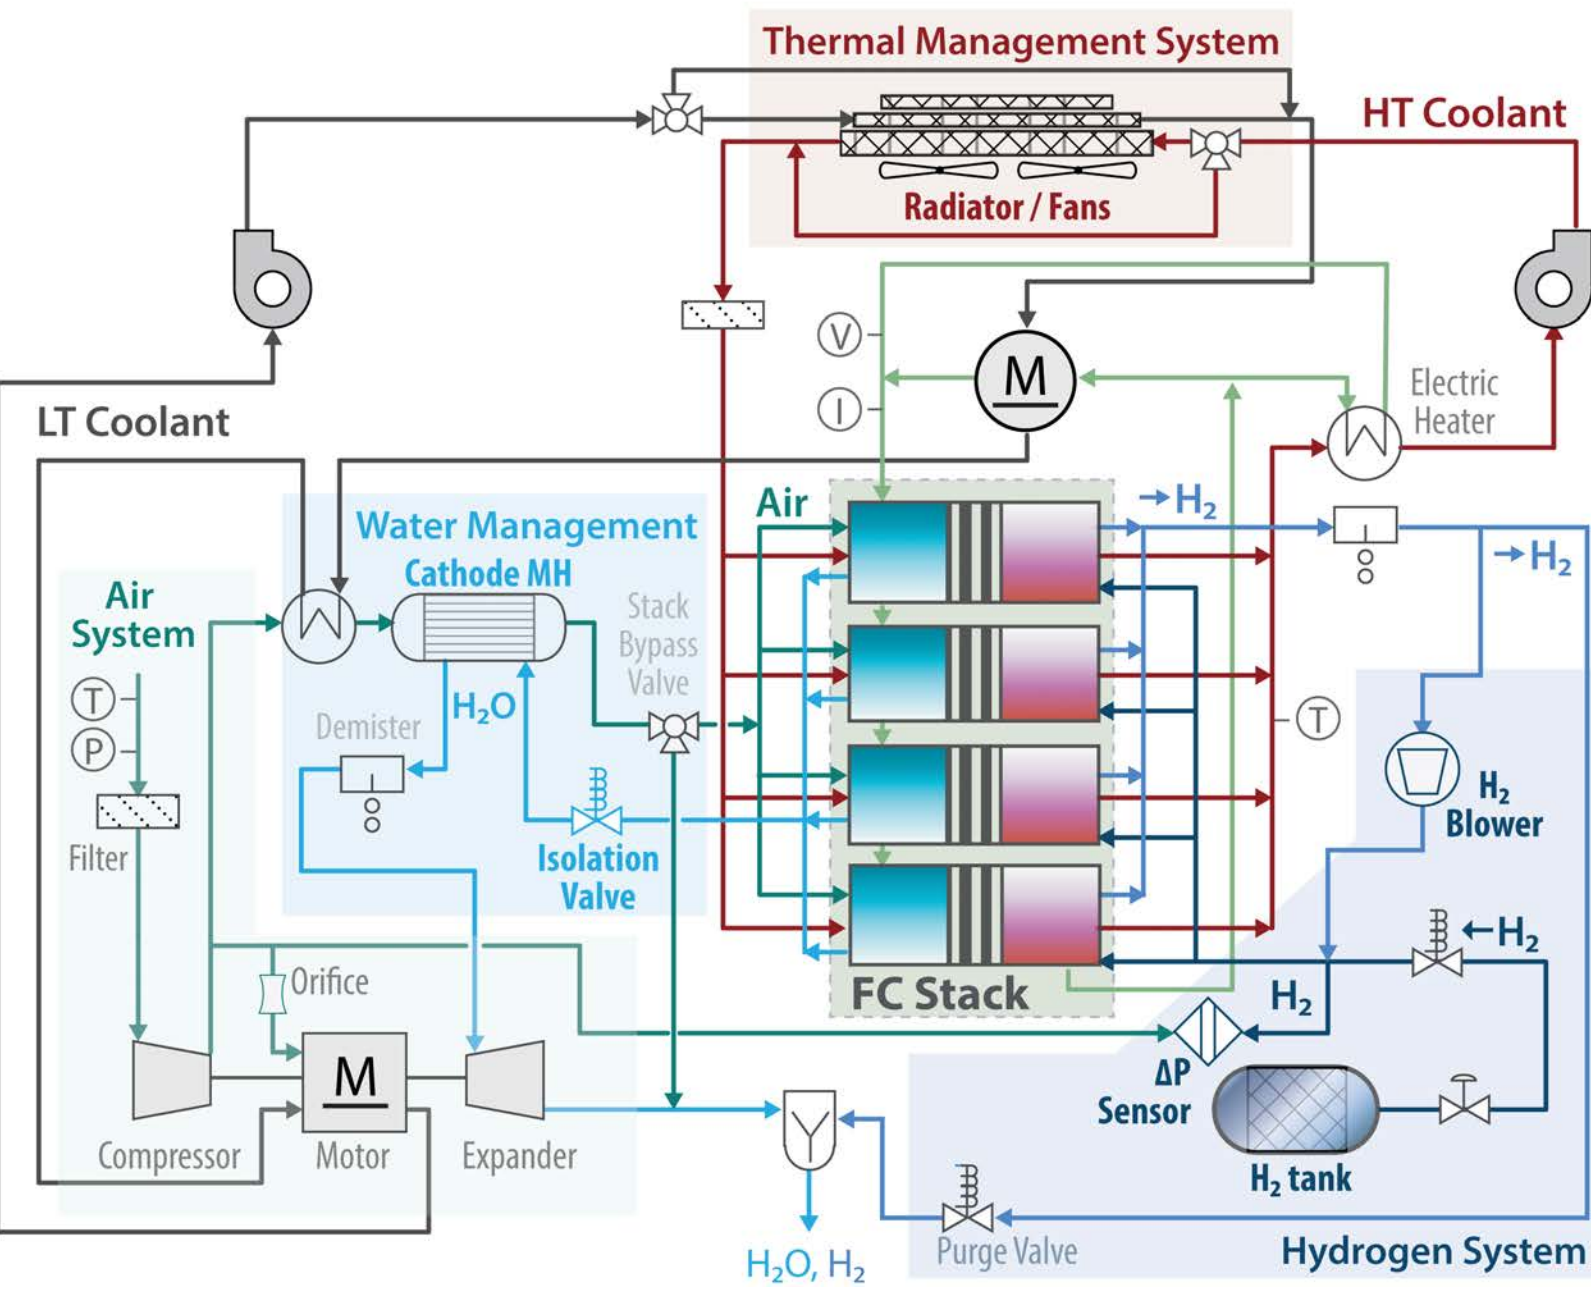 Thermal Management System
HT Coolant
Radiator / Fans
V
M
I
Electric
Heater
LT Coolant
Air
→H₂
Water Management
Cathode MH
→H₂
Air
System
Stack
Bypass
Valve
T
H₂O
T
P
Demister
H₂
Blower
Filter
Isolation
Valve
←H₂
Orifice
FC Stack
H₂
M
ΔP
Sensor
Compressor
Motor
Expander
H₂ tank
Purge Valve
Hydrogen System
H₂O, H₂